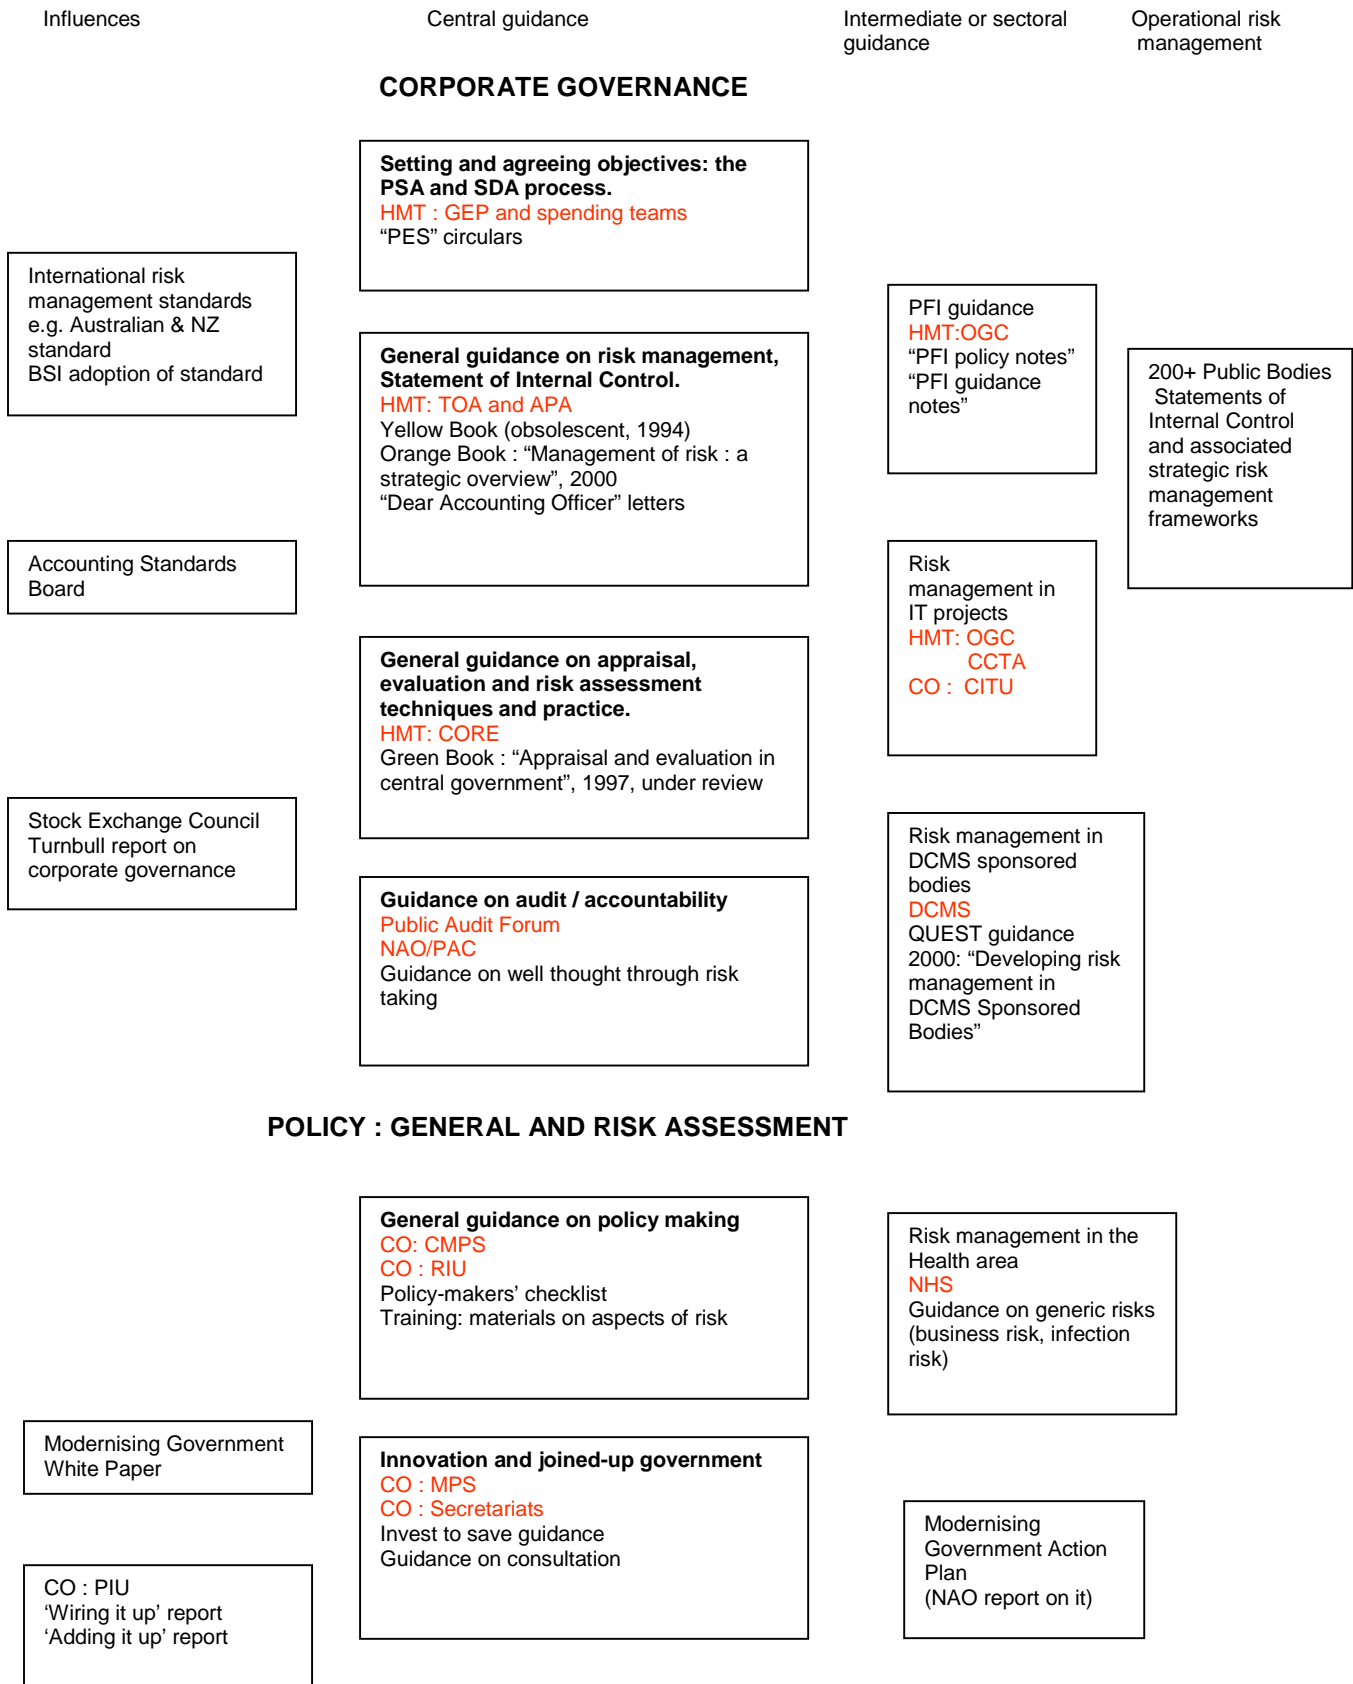 Influences
Central guidance
Intermediate or sectoral
guidance
Operational risk
management
CORPORATE GOVERNANCE
Setting and agreeing objectives: the
PSA and SDA process.
HMT : GEP and spending teams
“PES” circulars
International risk
management standards
e.g. Australian & NZ
standard
BSI adoption of standard
PFI guidance
HMT:OGC
“PFI policy notes”
“PFI guidance
notes”
General guidance on risk management,
Statement of Internal Control.
HMT: TOA and APA
Yellow Book (obsolescent, 1994)
Orange Book : “Management of risk : a
strategic overview”, 2000
“Dear Accounting Officer” letters
200+ Public Bodies
Statements of
Internal Control
and associated
strategic risk
management
frameworks
Accounting Standards
Board
Risk
management in
IT projects
HMT: OGC
CCTA
CO : CITU
General guidance on appraisal,
evaluation and risk assessment
techniques and practice.
HMT: CORE
Green Book : “Appraisal and evaluation in
central government”, 1997, under review
Stock Exchange Council
Turnbull report on
corporate governance
Risk management in
DCMS sponsored
bodies
DCMS
QUEST guidance
2000: “Developing risk
management in
DCMS Sponsored
Bodies”
Guidance on audit / accountability
Public Audit Forum
NAO/PAC
Guidance on well thought through risk
taking
POLICY : GENERAL AND RISK ASSESSMENT
General guidance on policy making
CO: CMPS
CO : RIU
Policy-makers’ checklist
Training: materials on aspects of risk
Risk management in the
Health area
NHS
Guidance on generic risks
(business risk, infection
risk)
Modernising Government
White Paper
Innovation and joined-up government
CO : MPS
CO : Secretariats
Invest to save guidance
Guidance on consultation
Modernising
Government Action
Plan
(NAO report on it)
CO : PIU
‘Wiring it up’ report
‘Adding it up’ report